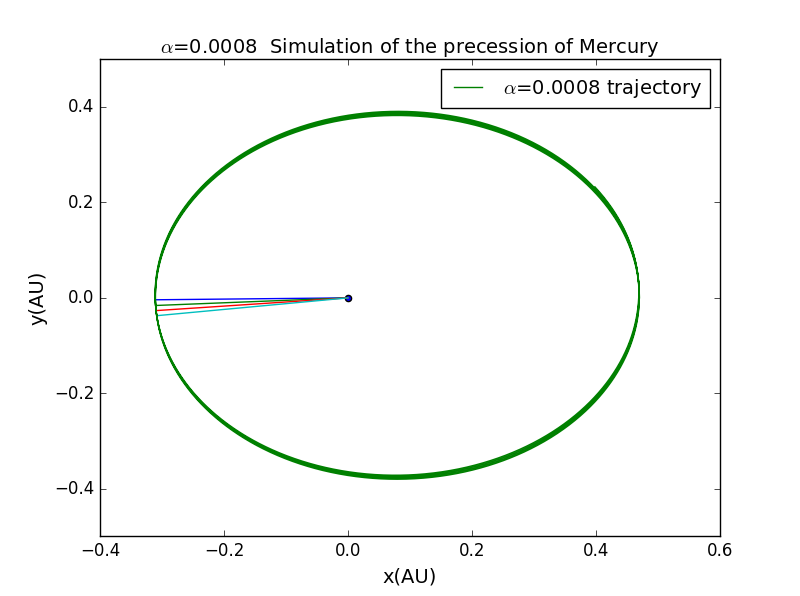 α=0.0008 Simulation of the precession of Mercury
α=0.0008 trajectory
0.4
0.2
0.0
−0.2
−0.4
y(AU)
−0.4 −0.2 0.0 0.2 0.4 0.6
x(AU)